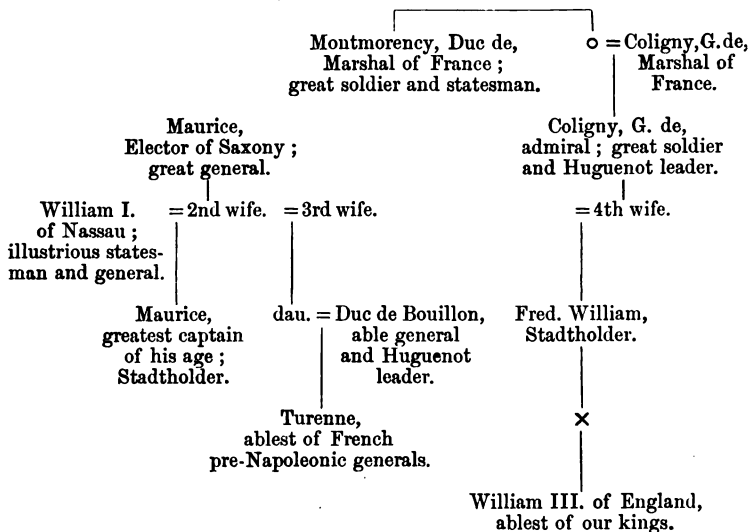 Montmorency, Duc de,
Marshal of France ;
great soldier and statesman.
o = Coligny, G. de,
Marshal of
France.
Maurice,
Elector of Saxony ;
great general.
Coligny, G. de,
admiral ; great soldier
and Huguenot leader.
William I.
of Nassau ;
illustrious states-
man and general.
= 2nd wife. = 3rd wife.
= 4th wife.
Maurice,
greatest captain
of his age ;
Stadtholder.
dau. = Duc de Bouillon,
able general
and Huguenot
leader.
Fred. William,
Stadtholder.
Turenne,
ablest of French
pre-Napoleonic generals.
×
William III. of England,
ablest of our kings.